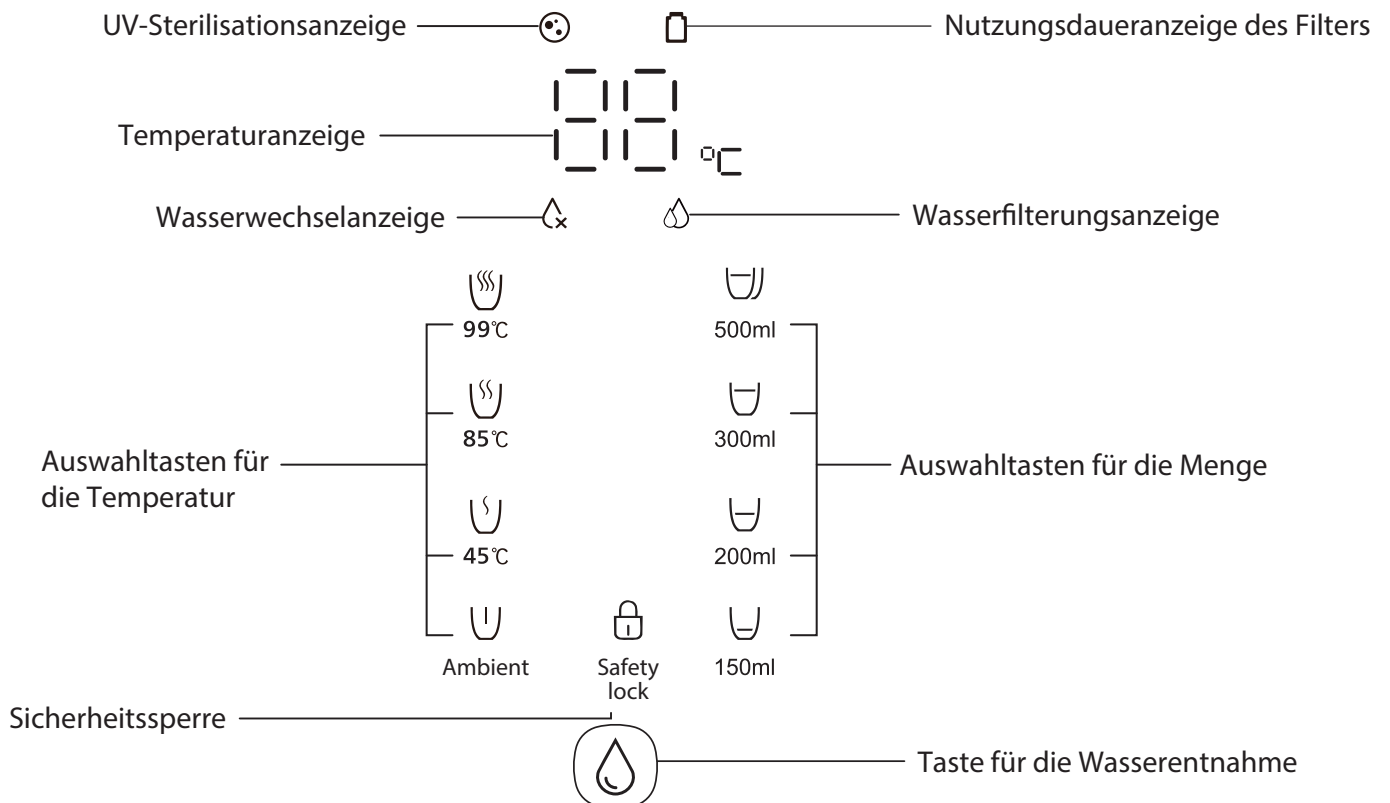 UV-Sterilisationsanzeige
Nutzungsdaueranzeige des Filters
Temperaturanzeige
88 °C
Wasserwechselanzeige
Wasserfilterungsanzeige
99°C
500ml
85°C
300ml
Auswahltasten für
die Temperatur
Auswahltasten für die Menge
45°C
200ml
Ambient
Safety
lock
150ml
Sicherheitssperre
Taste für die Wasserentnahme